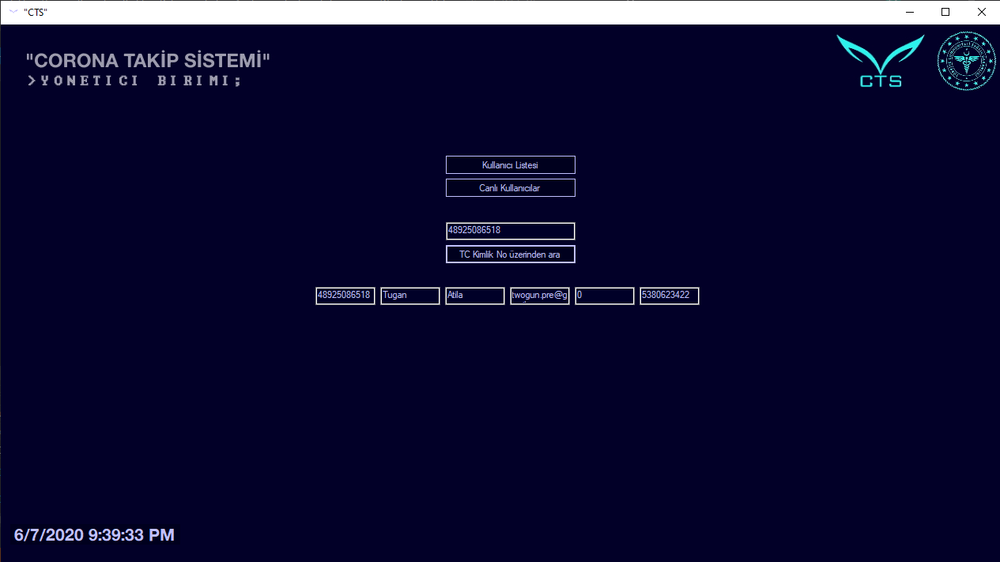 "CTS"
"CORONA TAKİP SİSTEMİ"
>YONETICI BIRIMI;
CTS
Kullanıcı Listesi
Canlı Kullanıcılar
48925086518
TC Kimlik No üzerinden ara
48925086518 Tugan Atila twogun.pre@g 0 5380623422
6/7/2020 9:39:33 PM